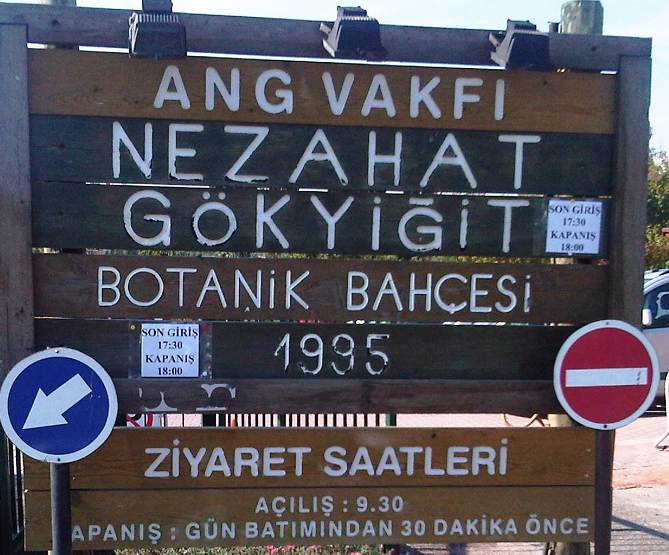 ANG VAKFI
NEZAHAT
GÖKYİĞİT
SON GİRİŞ
17:30
KAPANIŞ
18:00
BOTANİK BAHÇESİ
SON GİRİŞ
17:30
KAPANIŞ
18:00
1995
ZİYARET SAATLERİ
AÇILIŞ : 9.30
APANIŞ : GÜN BATIMINDAN 30 DAKİKA ÖNCE